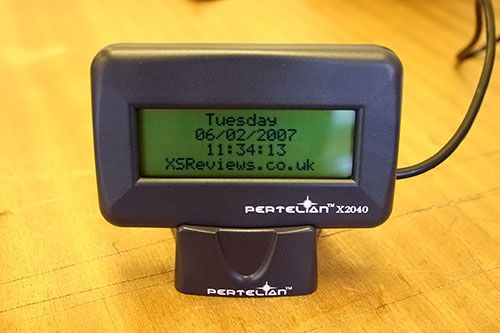 Tuesday
06/02/2007
11:34:13
XSReviews.co.uk
PERTELIAN™ X2040
PERTELIAN™